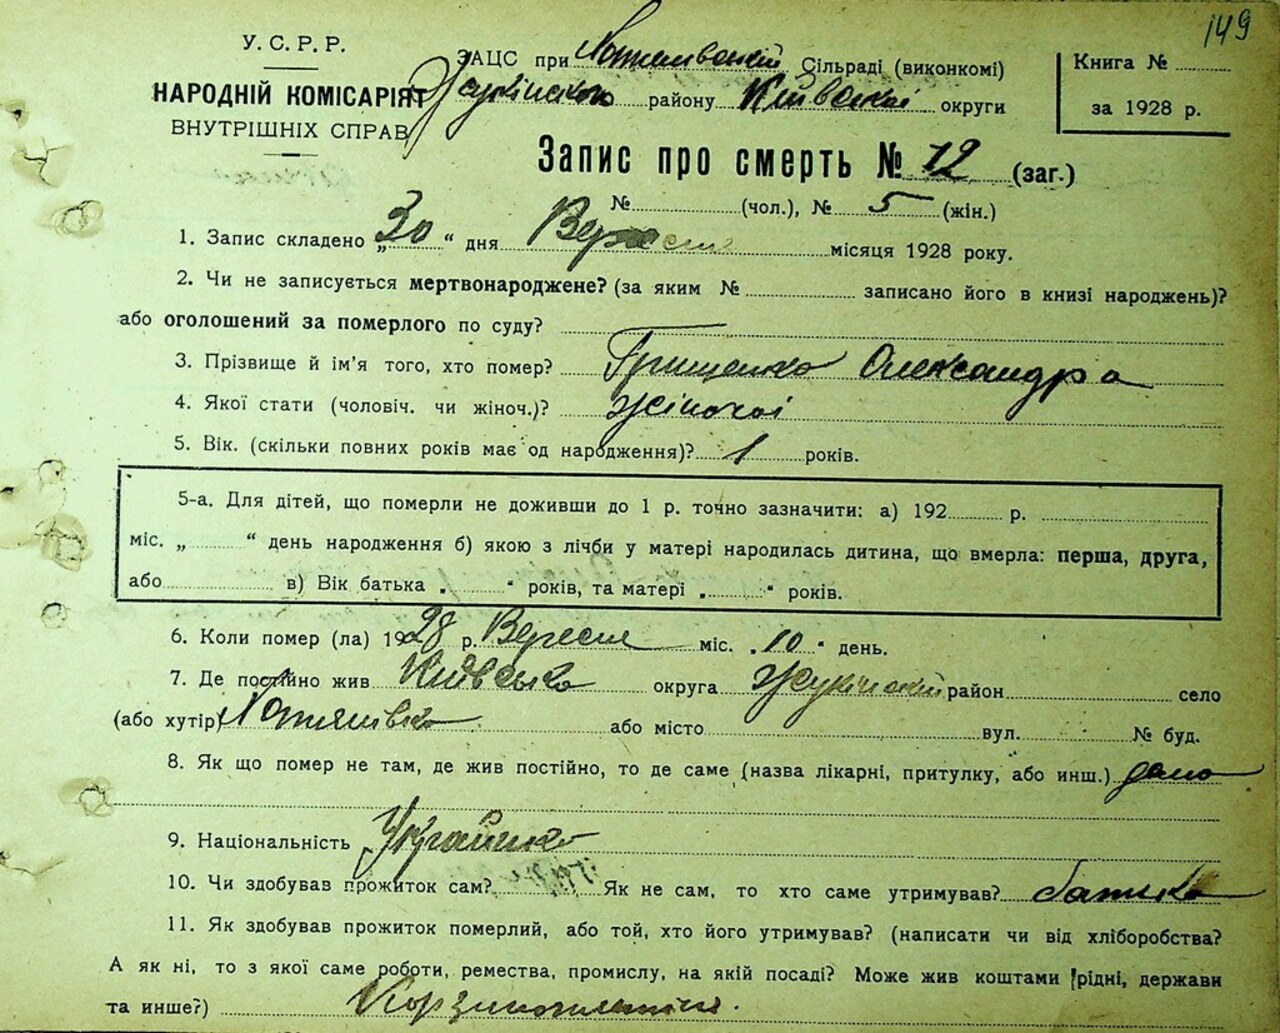 149
У. С. Р. Р.
НАРОДНІЙ КОМІСАРІЯТ
ВНУТРІШНІХ СПРАВ
ЗАЦС при Сільраді (виконкомі)
району Київської округи
Книга №
за 1928 р.
Запис про смерть № 12 (заг.)
№ (чол.), № 5 (жін.)
1. Запис складено „30“ дня Вересня місяця 1928 року.
2. Чи не записується мертвонароджене? (за яким № записано його в книзі народжень)?
або оголошений за померлого по суду?
3. Прізвище й ім'я того, хто помер? Грищенко Олександра
4. Якої стати (чоловіч. чи жіноч.)? жіночої
5. Вік. (скільки повних років має од народження)? 1 років.
5-а. Для дітей, що померли не доживши до 1 р. точно зазначити: а) 192 р.
міс. „ “ день народження б) якою з лічби у матері народилась дитина, що вмерла: перша, друга,
або в) Вік батька „ “ років, та матері „ “ років.
6. Коли помер (ла) 1928 р. Вересня міс. „10“ день.
7. Де постійно жив Київська округа район село
(або хутір) або місто вул. № буд.
8. Як що помер не там, де жив постійно, то де саме (назва лікарні, притулку, або инш.) дома
9. Національність Українка
10. Чи здобував прожиток сам? Як не сам, то хто саме утримував? батько
11. Як здобував прожиток померлий, або той, хто його утримував? (написати чи від хліборобства?
А як ні, то з якої саме роботи, ремества, промислу, на якій посаді? Може жив коштами рідні, держави
та инше?)